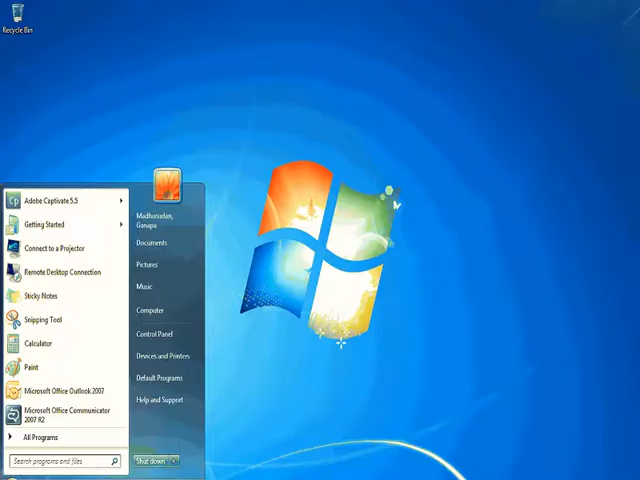 Recycle Bin
Cp
Adobe Captivate 5.5
Getting Started
Connect to a Projector
Remote Desktop Connection
Sticky Notes
Snipping Tool
Calculator
Paint
Microsoft Office Outlook 2007
Microsoft Office Communicator
2007 R2
All Programs
Search programs and files
Madhusudan,
Ganapa
Documents
Pictures
Music
Computer
Control Panel
Devices and Printers
Default Programs
Help and Support
Shut down